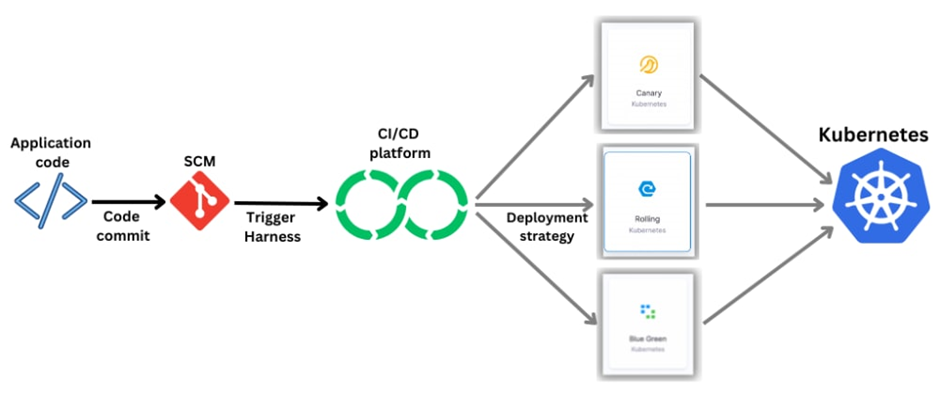 Application
code
Code
commit
SCM
Trigger
Harness
CI/CD
platform
Deployment
strategy
Canary
Kubernetes
Rolling
Kubernetes
Blue Green
Kubernetes
Kubernetes